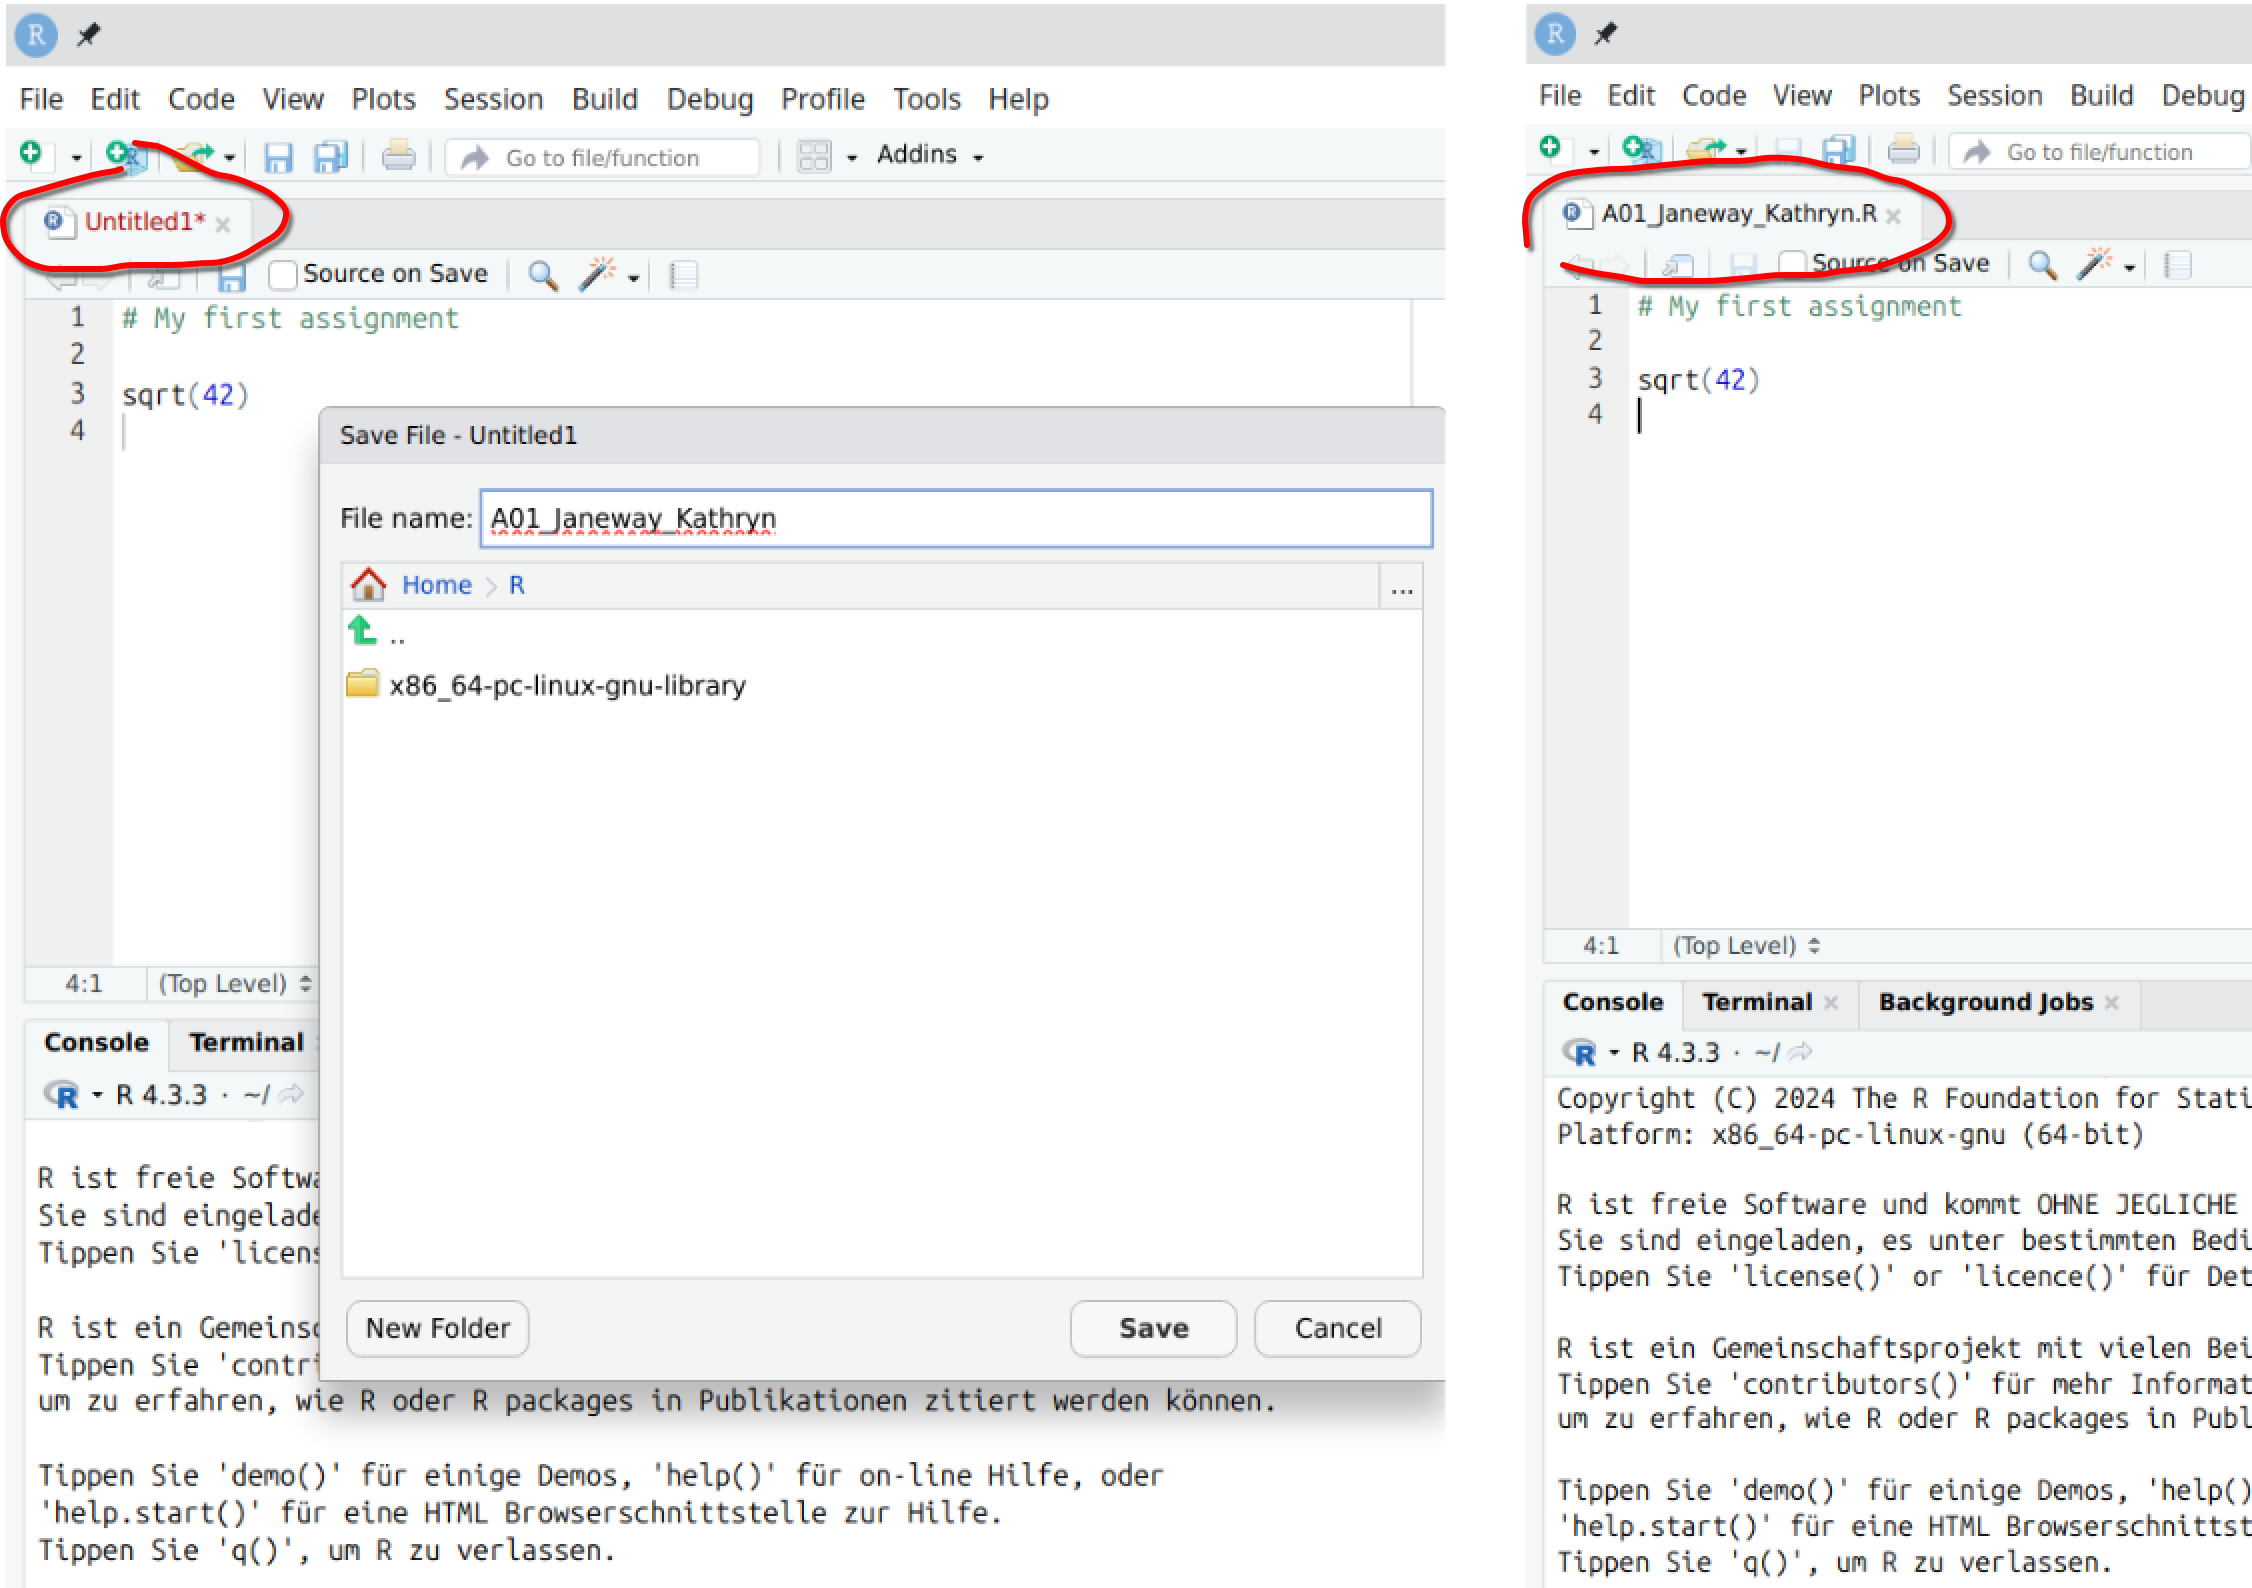 File Edit Code View Plots Session Build Debug Profile Tools Help
Go to file/function Addins
Untitled1*
Source on Save
1 # My first assignment
2
3 sqrt(42)
4
Save File - Untitled1
File name: A01_Janeway_Kathryn
Home R ...
..
x86_64-pc-linux-gnu-library
New Folder Save Cancel
4:1 (Top Level)
Console Terminal
R 4.3.3 · ~/
R ist freie Softwa
Sie sind eingelade
Tippen Sie 'licens
R ist ein Gemeinsc
Tippen Sie 'contri
um zu erfahren, wie R oder R packages in Publikationen zitiert werden können.
Tippen Sie 'demo()' für einige Demos, 'help()' für on-line Hilfe, oder
'help.start()' für eine HTML Browserschnittstelle zur Hilfe.
Tippen Sie 'q()', um R zu verlassen.
File Edit Code View Plots Session Build Debug
Go to file/function
A01_Janeway_Kathryn.R
Source on Save
1 # My first assignment
2
3 sqrt(42)
4
4:1 (Top Level)
Console Terminal Background Jobs
R 4.3.3 · ~/
Copyright (C) 2024 The R Foundation for Stati
Platform: x86_64-pc-linux-gnu (64-bit)
R ist freie Software und kommt OHNE JEGLICHE
Sie sind eingeladen, es unter bestimmten Bedi
Tippen Sie 'license()' or 'licence()' für Det
R ist ein Gemeinschaftsprojekt mit vielen Bei
Tippen Sie 'contributors()' für mehr Informat
um zu erfahren, wie R oder R packages in Publ
Tippen Sie 'demo()' für einige Demos, 'help()
'help.start()' für eine HTML Browserschnittst
Tippen Sie 'q()', um R zu verlassen.